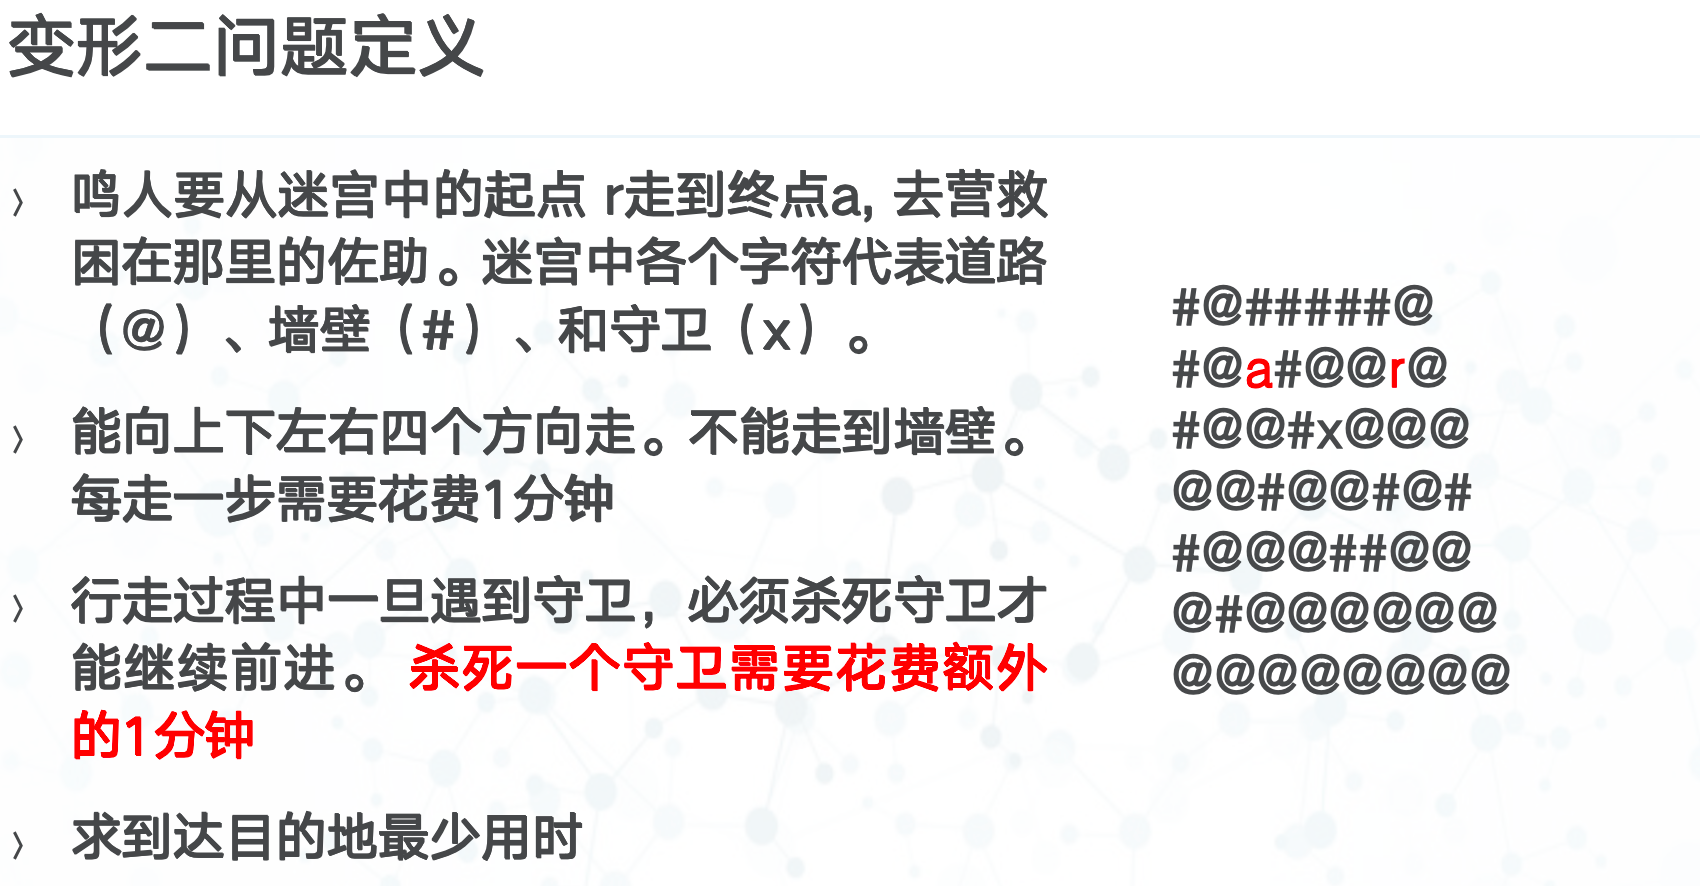 变形二问题定义
› 鸣人要从迷宫中的起点 r走到终点a, 去营救
困在那里的佐助。迷宫中各个字符代表道路
（@）、墙壁（#）、和守卫（x）。
› 能向上下左右四个方向走。不能走到墙壁。
每走一步需要花费1分钟
› 行走过程中一旦遇到守卫，必须杀死守卫才
能继续前进。 杀死一个守卫需要花费额外
的1分钟
› 求到达目的地最少用时
#@#####@
#@a#@@r@
#@@#x@@@
@@#@@#@#
#@@@##@@
@#@@@@@@
@@@@@@@@